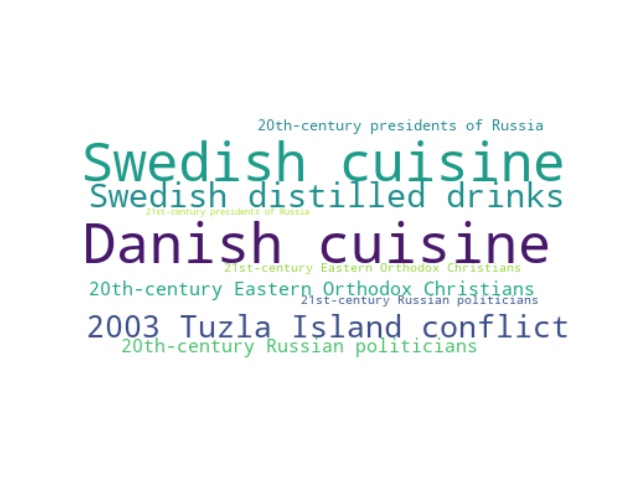 20th-century presidents of Russia
Swedish cuisine
Swedish distilled drinks
21st-century presidents of Russia
Danish cuisine
21st-century Eastern Orthodox Christians
20th-century Eastern Orthodox Christians
21st-century Russian politicians
2003 Tuzla Island conflict
20th-century Russian politicians